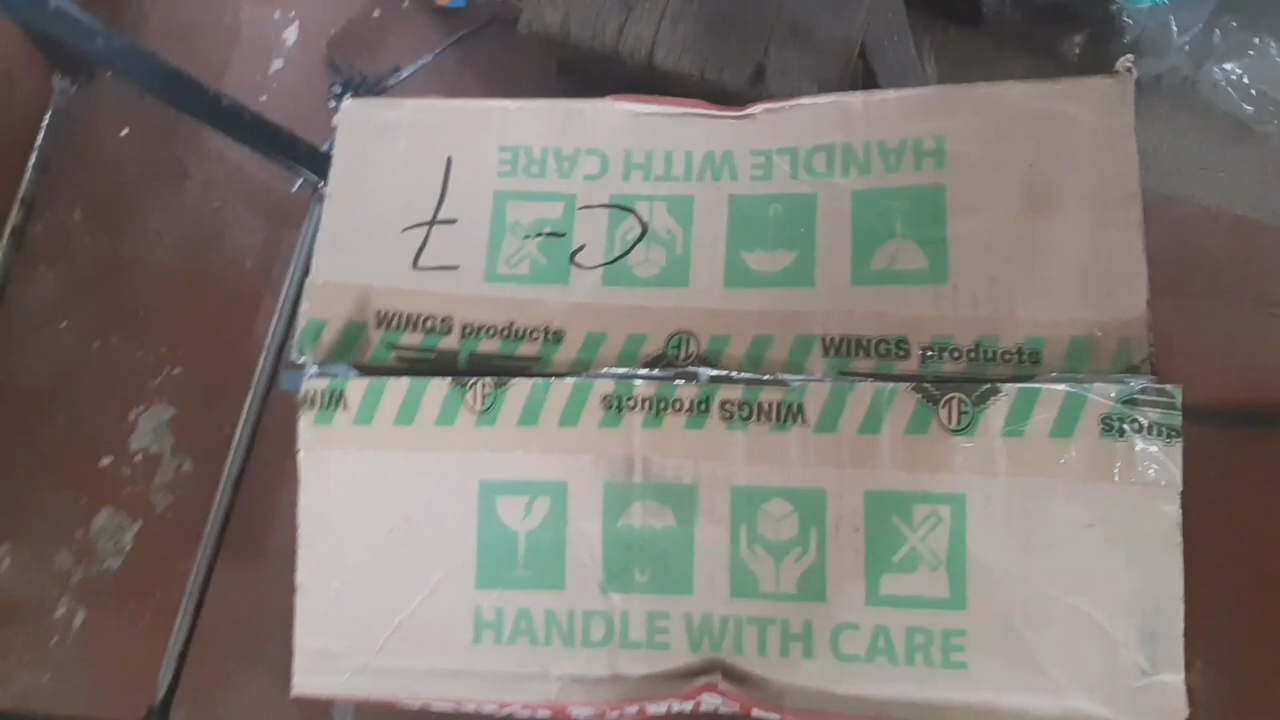 HANDLE WITH CARE
C-7
WINGS products WINGS products
WINGS products
HANDLE WITH CARE